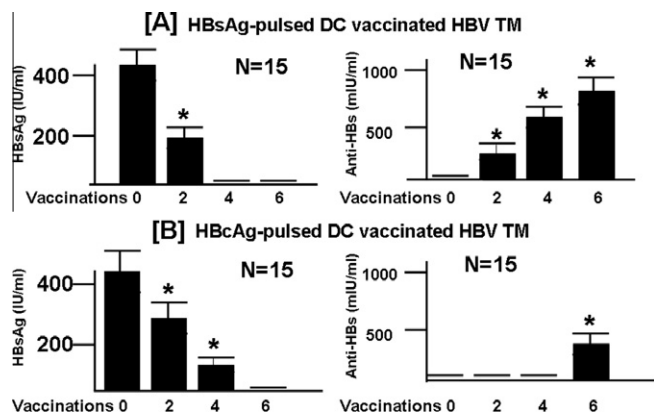 [A] HBsAg-pulsed DC vaccinated HBV TM
HBsAg (IU/ml)
400
200
N=15
*
Vaccinations 0 2 4 6
Anti-HBs (mIU/ml)
1000
500
N=15
* * *
Vaccinations 0 2 4 6
[B] HBcAg-pulsed DC vaccinated HBV TM
HBsAg (IU/ml)
400
200
N=15
* *
Vaccinations 0 2 4 6
Anti-HBs (mIU/ml)
1000
500
N=15
*
Vaccinations 0 2 4 6